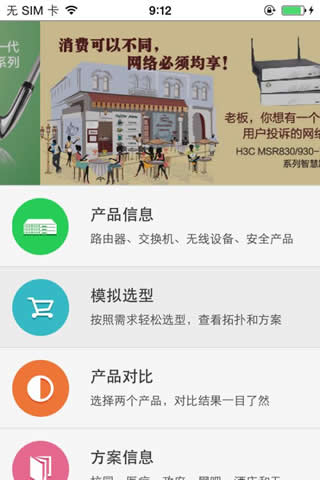 无 SIM 卡
9:12
一代
系列
消费可以不同，
网络必须均享！
老板，你想有一个
用户投诉的网络
H3C MSR830/930-
系列智慧
产品信息
路由器、交换机、无线设备、安全产品
模拟选型
按照需求轻松选型，查看拓扑和方案
产品对比
选择两个产品，对比结果一目了然
方案信息